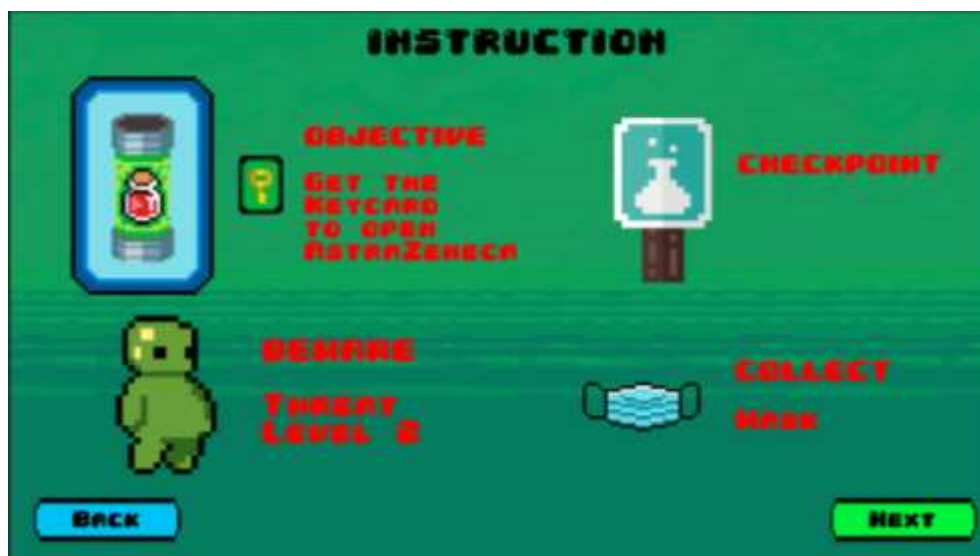 INSTRUCTION
OBJECTIVE
GET THE
KEYCARD
TO OPEN
ASTRAZENECA
CHECKPOINT
BEWARE
THREAT
LEVEL 2
COLLECT
MASK
BACK
NEXT